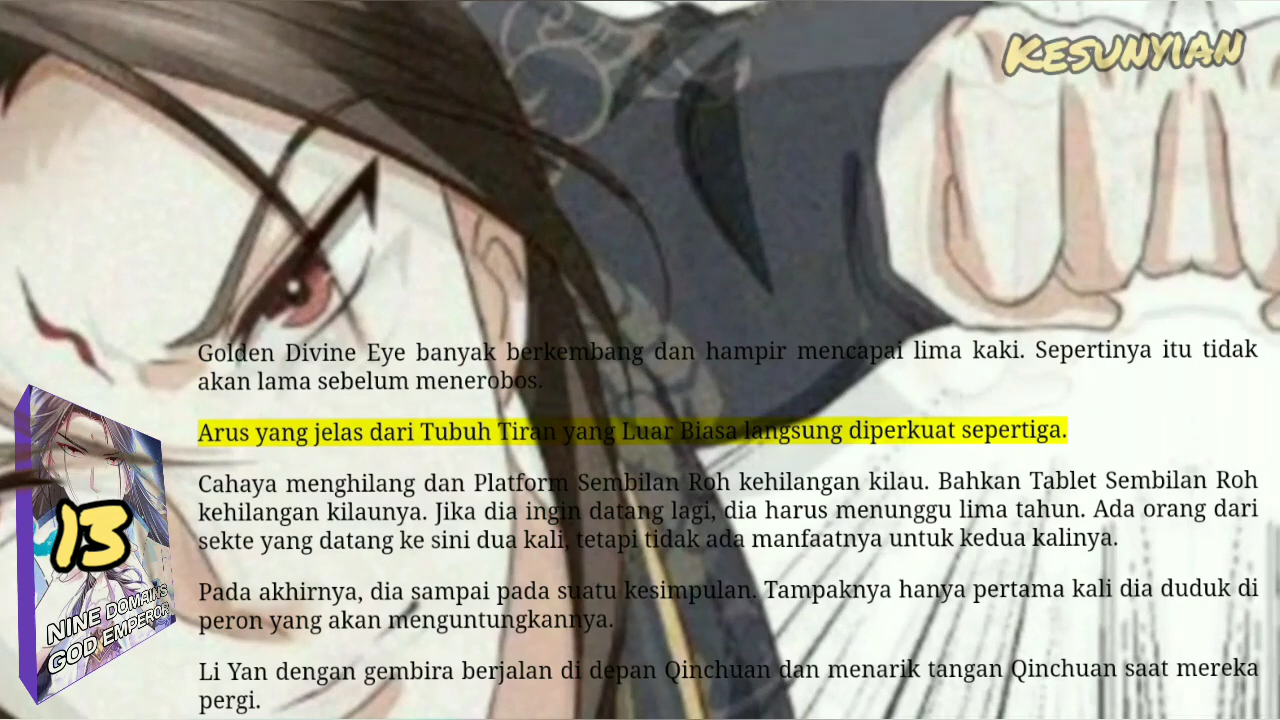 KESUNYIAN
Golden Divine Eye banyak berkembang dan hampir mencapai lima kaki. Sepertinya itu tidak
akan lama sebelum menerobos.
Arus yang jelas dari Tubuh Tiran yang Luar Biasa langsung diperkuat sepertiga.
Cahaya menghilang dan Platform Sembilan Roh kehilangan kilau. Bahkan Tablet Sembilan Roh
kehilangan kilaunya. Jika dia ingin datang lagi, dia harus menunggu lima tahun. Ada orang dari
sekte yang datang ke sini dua kali, tetapi tidak ada manfaatnya untuk kedua kalinya.
Pada akhirnya, dia sampai pada suatu kesimpulan. Tampaknya hanya pertama kali dia duduk di
peron yang akan menguntungkannya.
Li Yan dengan gembira berjalan di depan Qinchuan dan menarik tangan Qinchuan saat mereka
pergi.
13
NINE DOMAINS
GOD EMPEROR